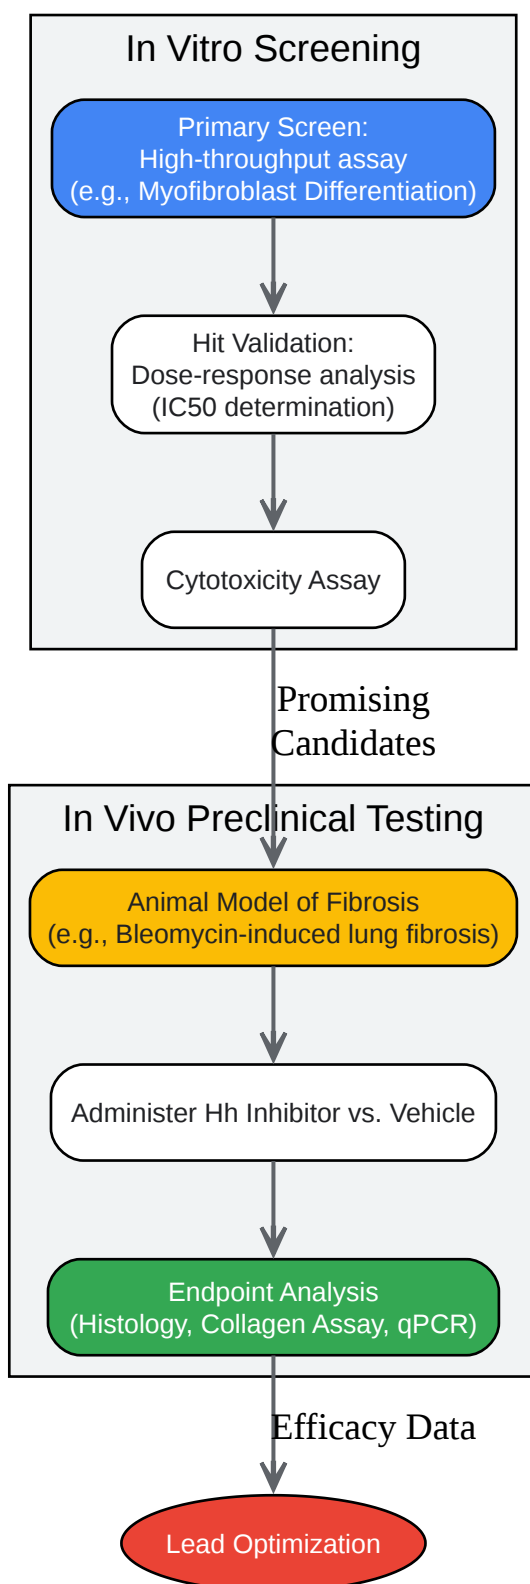 In Vitro Screening
Primary Screen:
High-throughput assay
(e.g., Myofibroblast Differentiation)
Hit Validation:
Dose-response analysis
(IC50 determination)
Cytotoxicity Assay
Promising
Candidates
In Vivo Preclinical Testing
Animal Model of Fibrosis
(e.g., Bleomycin-induced lung fibrosis)
Administer Hh Inhibitor vs. Vehicle
Endpoint Analysis
(Histology, Collagen Assay, qPCR)
Efficacy Data
Lead Optimization